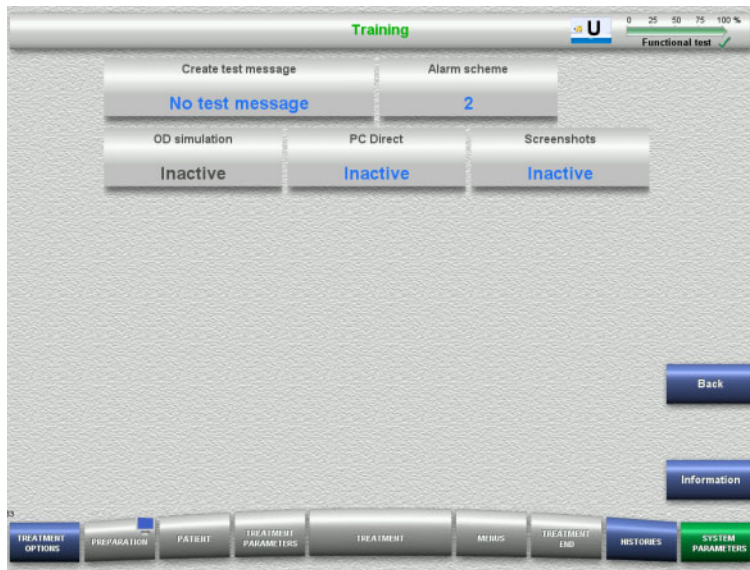 Training
U
0 25 50 75 100 %
Functional test
Create test message
Alarm scheme
No test message
2
OD simulation
PC Direct
Screenshots
Inactive
Inactive
Inactive
Back
Information
TREATMENT
OPTIONS
PREPARATION
PATIENT
TREATMENT
PARAMETERS
TREATMENT
MENUS
TREATMENT
END
HISTORIES
SYSTEM
PARAMETERS